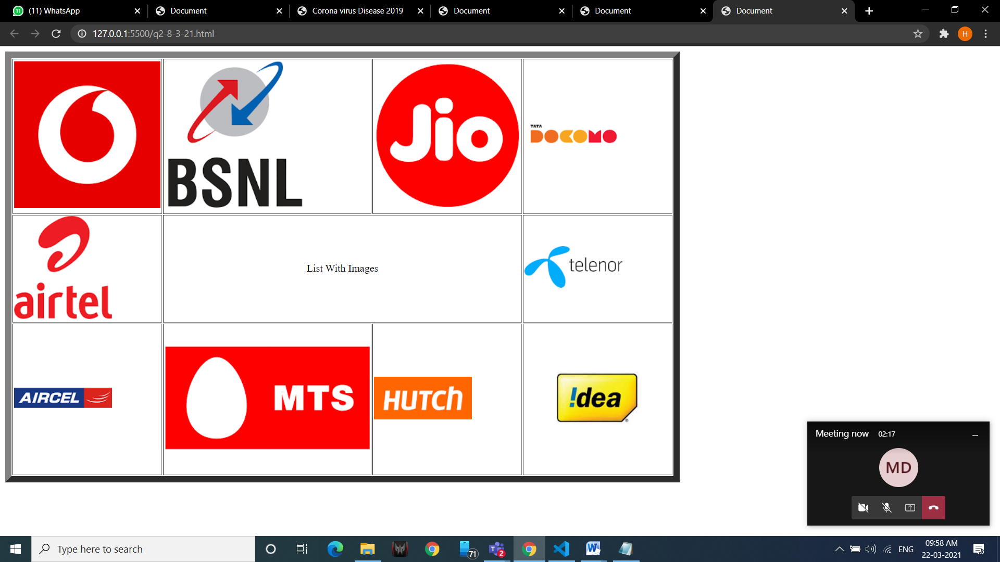 (11) WhatsApp
Document
Corona virus Disease 2019
Document
Document
Document
127.0.0.1:5500/q2-8-3-21.html
H
BSNL
Jio
TATA
DOCOMO
airtel
List With Images
telenor
AIRCEL
MTS
HUTCh
!dea
Meeting now 02:17
MD
Type here to search
71
2
ENG
09:58 AM
22-03-2021